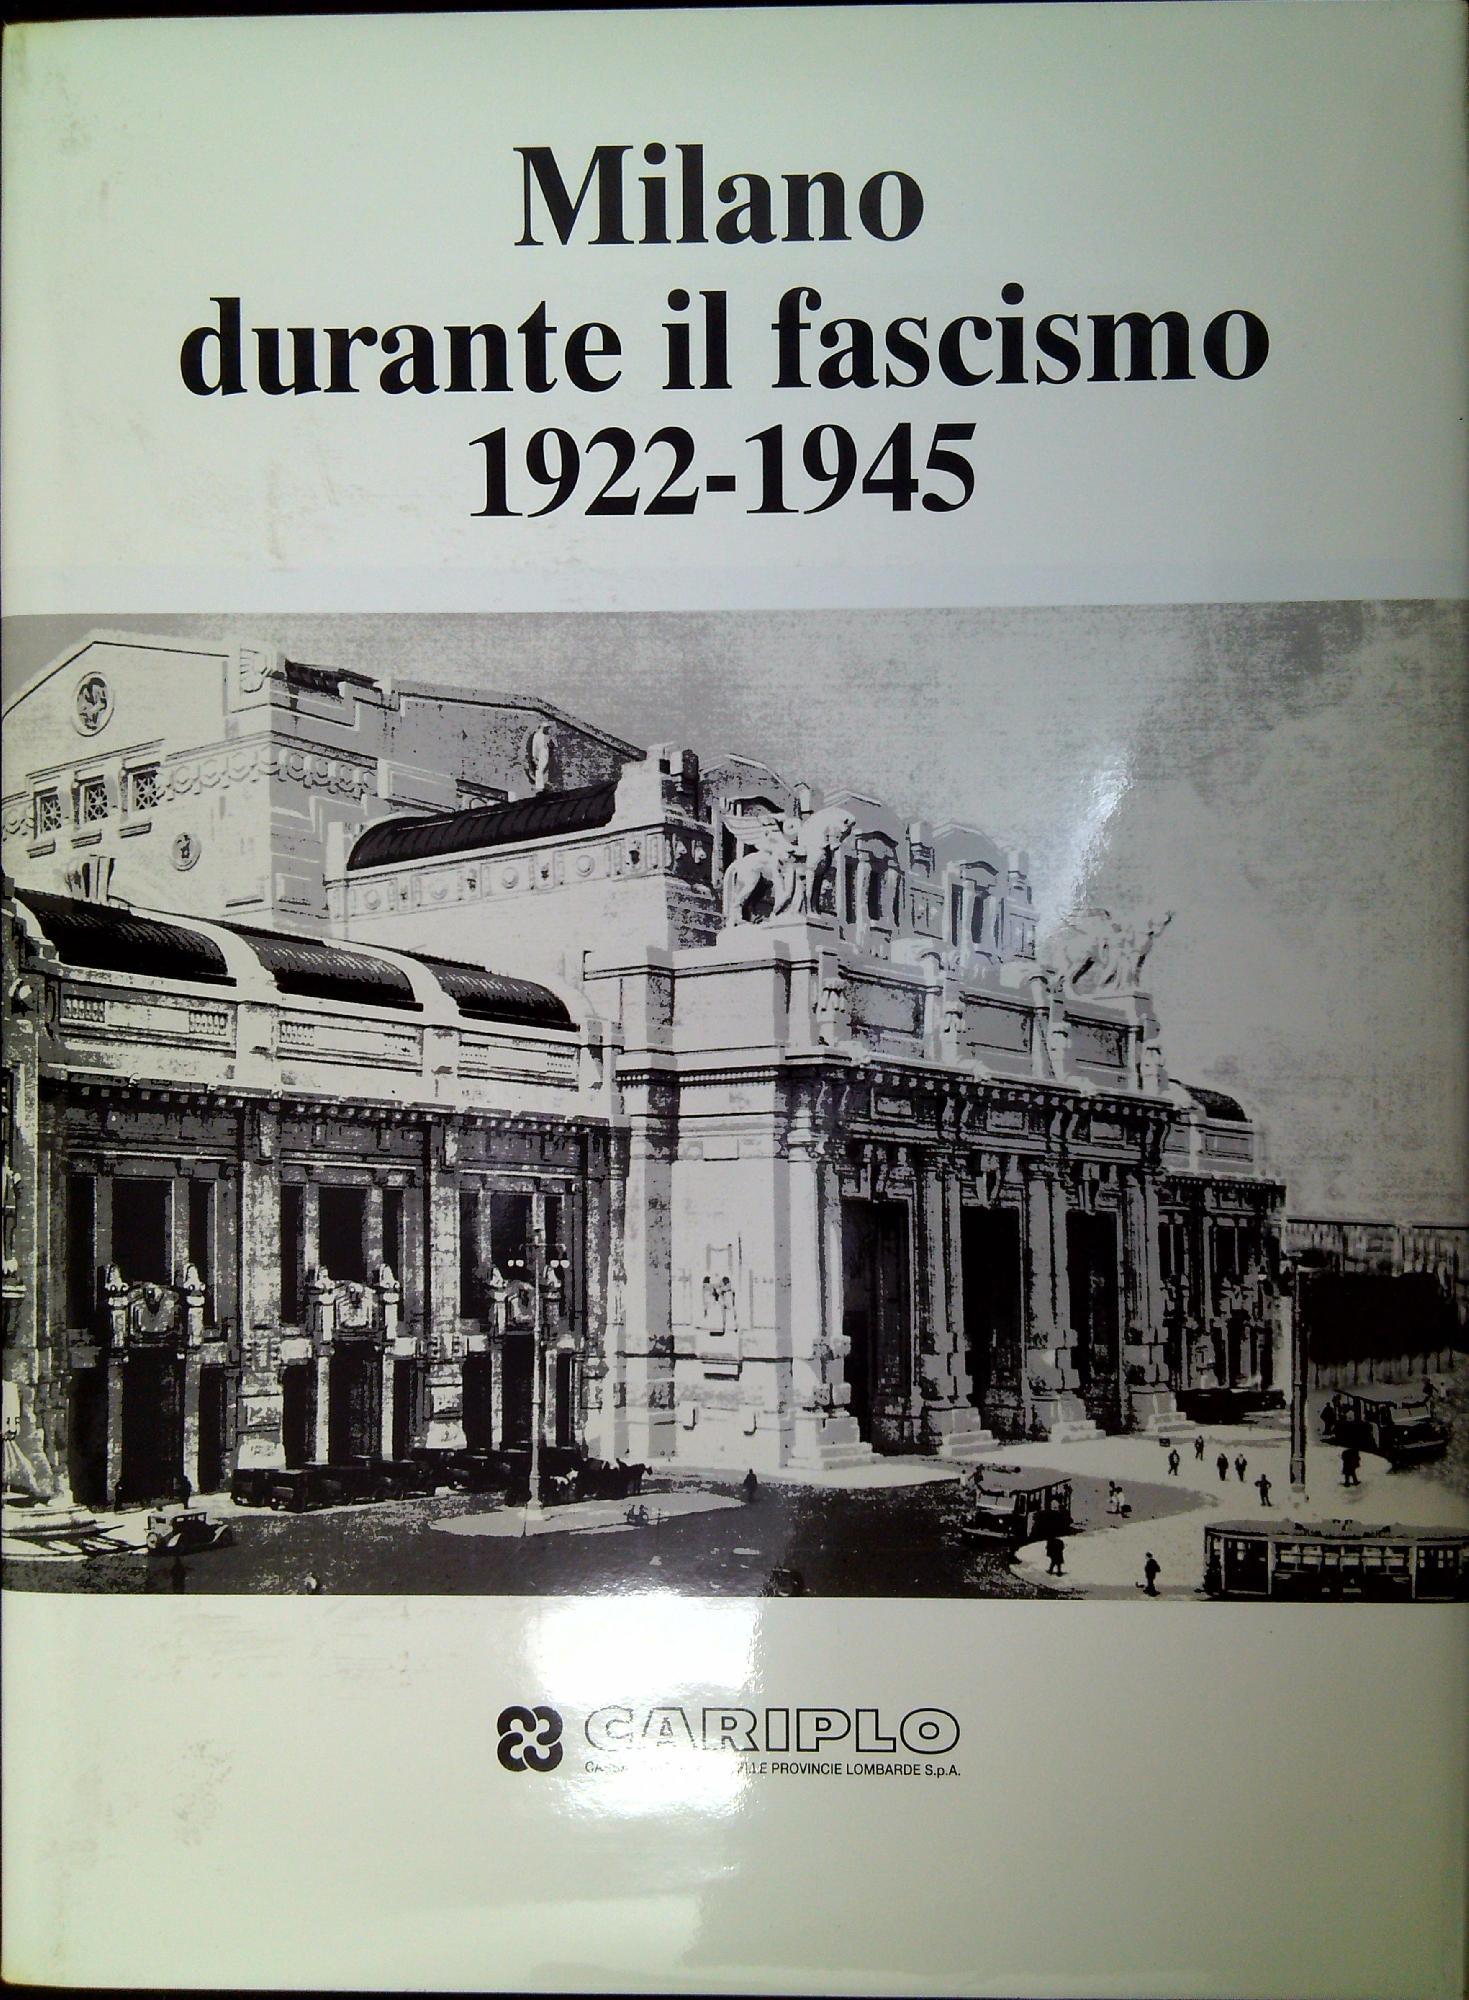 Milano
durante il fascismo
1922-1945
CARIPLO
PROVINCIE LOMBARDE S.p.A.